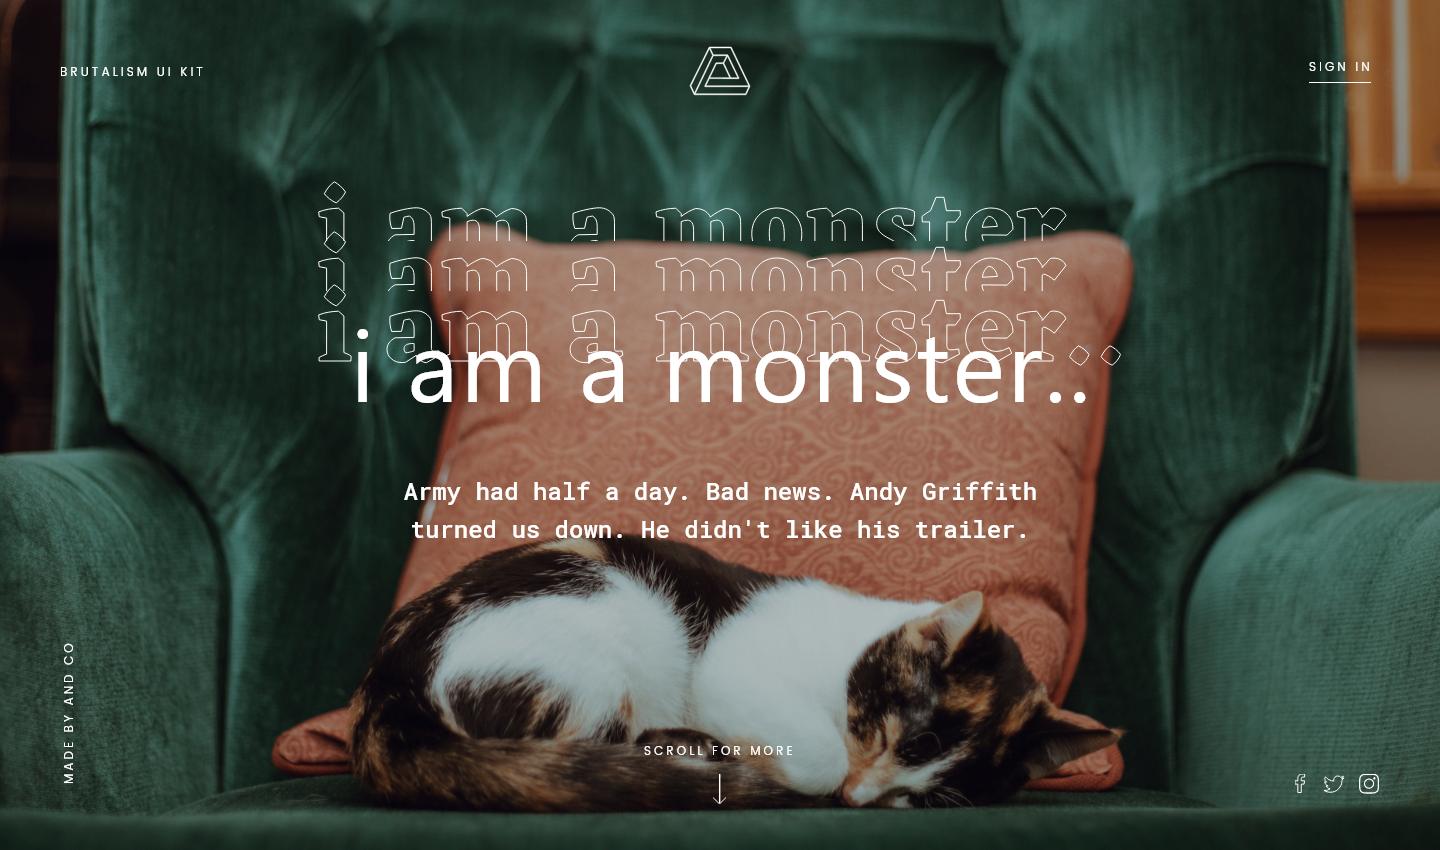 BRUTALISM UI KIT
SIGN IN
i am a monster
i am a monster
i am a monster..
i am a monster..
Army had half a day. Bad news. Andy Griffith
turned us down. He didn't like his trailer.
MADE BY AND CO
SCROLL FOR MORE